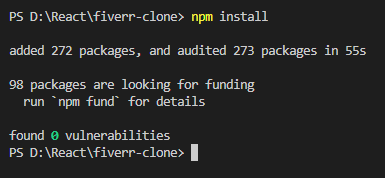 PS D:\React\fiverr-clone> npm install
added 272 packages, and audited 273 packages in 55s
98 packages are looking for funding
run `npm fund` for details
found 0 vulnerabilities
PS D:\React\fiverr-clone>